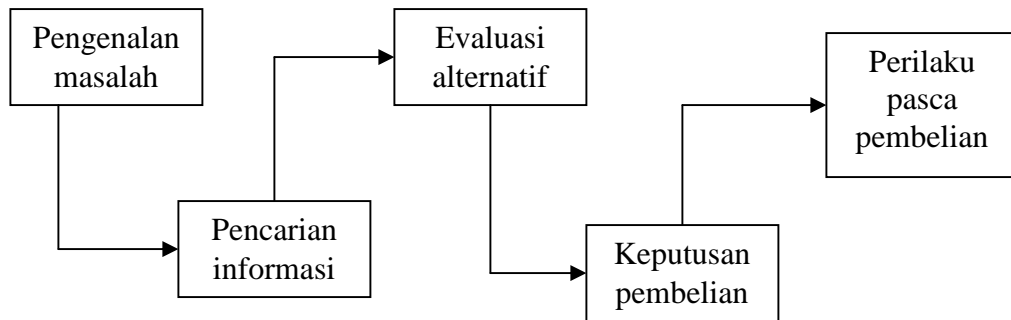 Pengenalan
masalah
Pencarian
informasi
Evaluasi
alternatif
Keputusan
pembelian
Perilaku
pasca
pembelian